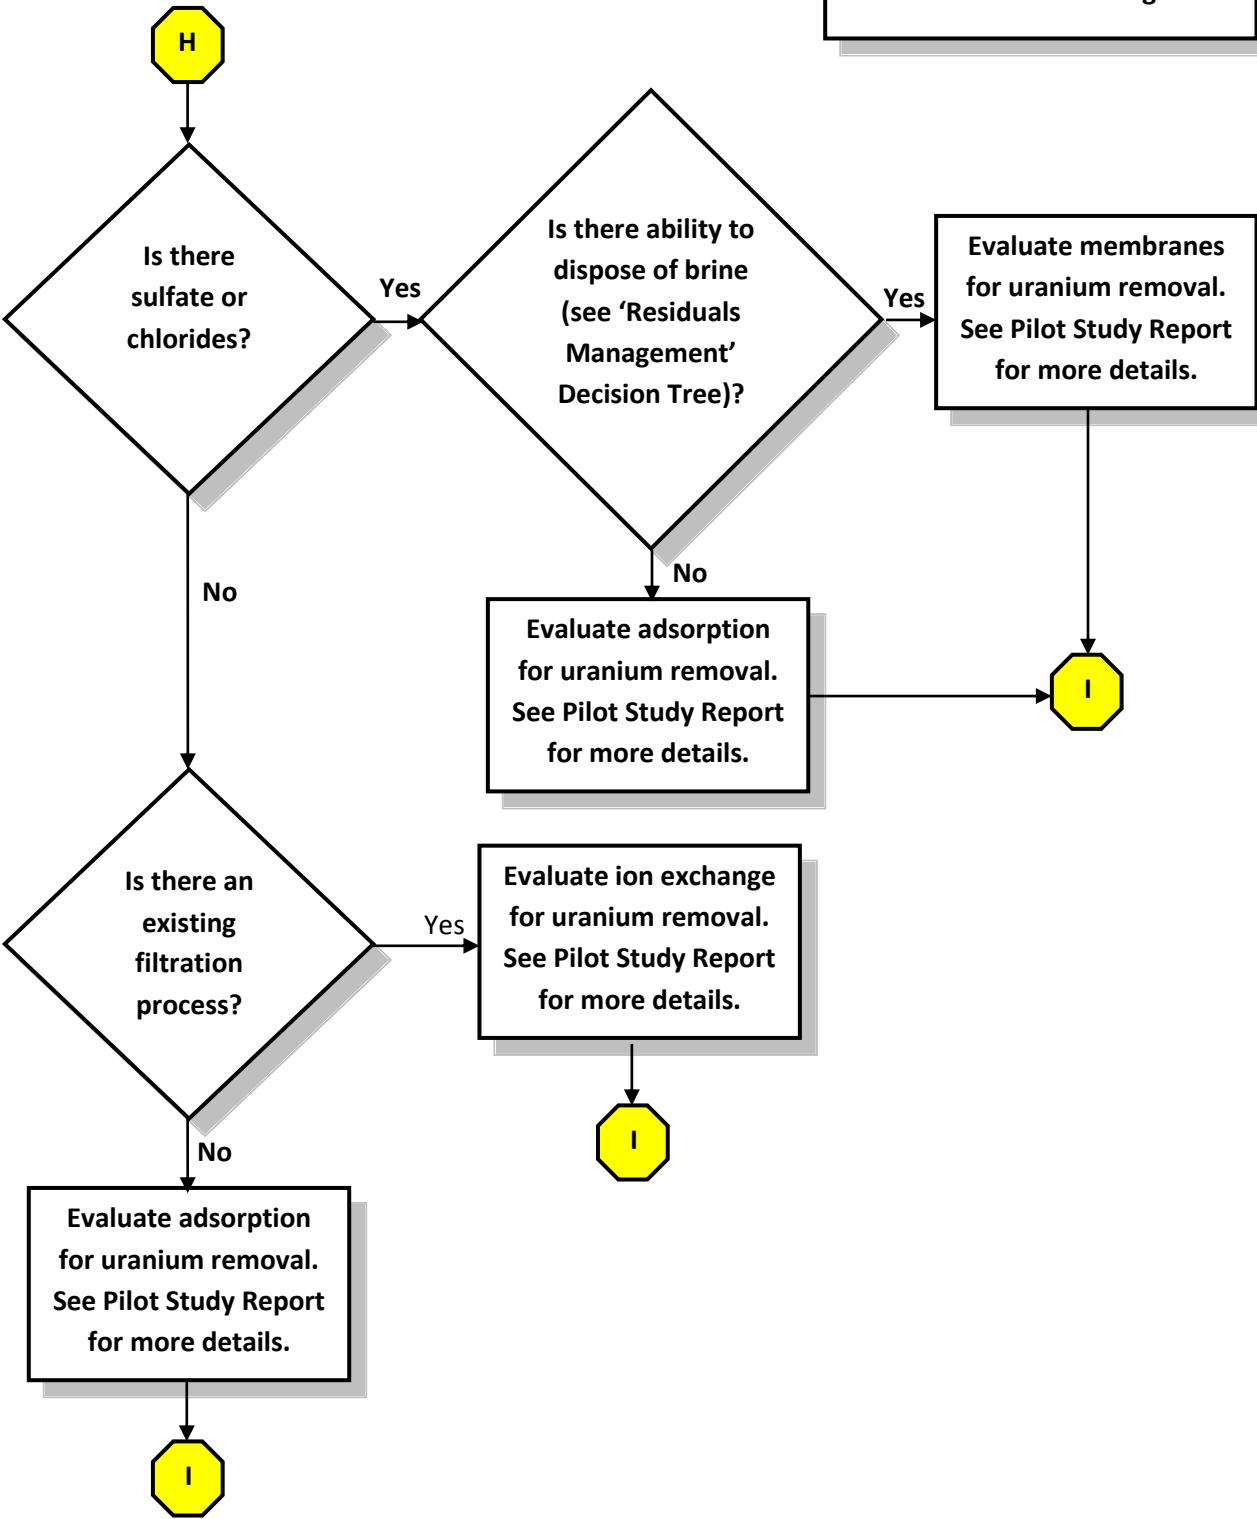 H
Is there
sulfate or
chlorides?
Yes
Is there ability to
dispose of brine
(see ‘Residuals
Management’
Decision Tree)?
Yes
Evaluate membranes
for uranium removal.
See Pilot Study Report
for more details.
No
No
Evaluate adsorption
for uranium removal.
See Pilot Study Report
for more details.
I
Is there an
existing
filtration
process?
Yes
Evaluate ion exchange
for uranium removal.
See Pilot Study Report
for more details.
I
No
Evaluate adsorption
for uranium removal.
See Pilot Study Report
for more details.
I